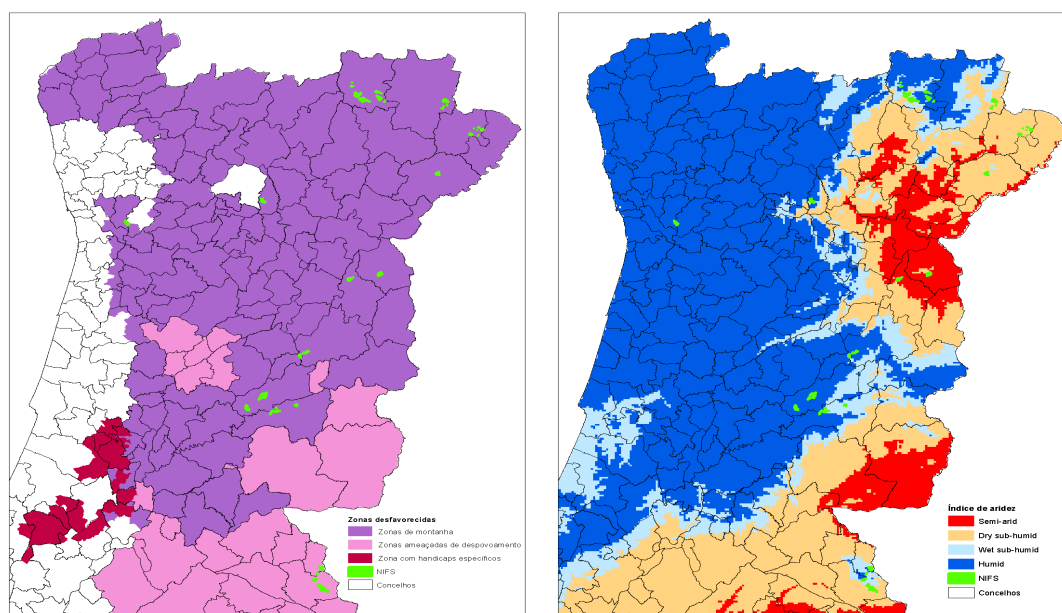 Zonas desfavorecidas
Zonas de montanha
Zonas ameaçadas de despovoamento
Zona com handicaps específicos
NIFS
Concelhos
Índice de aridez
Semi-arid
Dry sub-humid
Wet sub-humid
Humid
NIFS
Concelhos